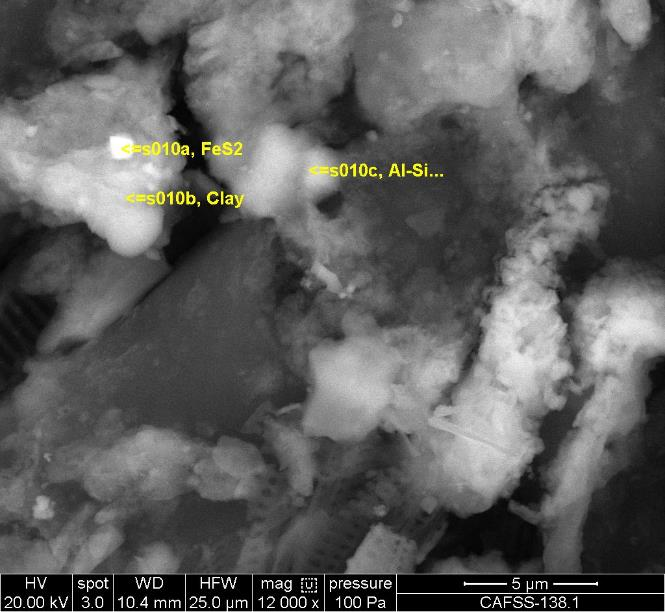 <=s010a, FeS2
<=s010c, Al-Si...
<=s010b, Clay
HV spot WD HFW mag pressure 5 µm
20.00 kV 3.0 10.4 mm 25.0 µm 12 000 x 100 Pa CAFSS-138.1